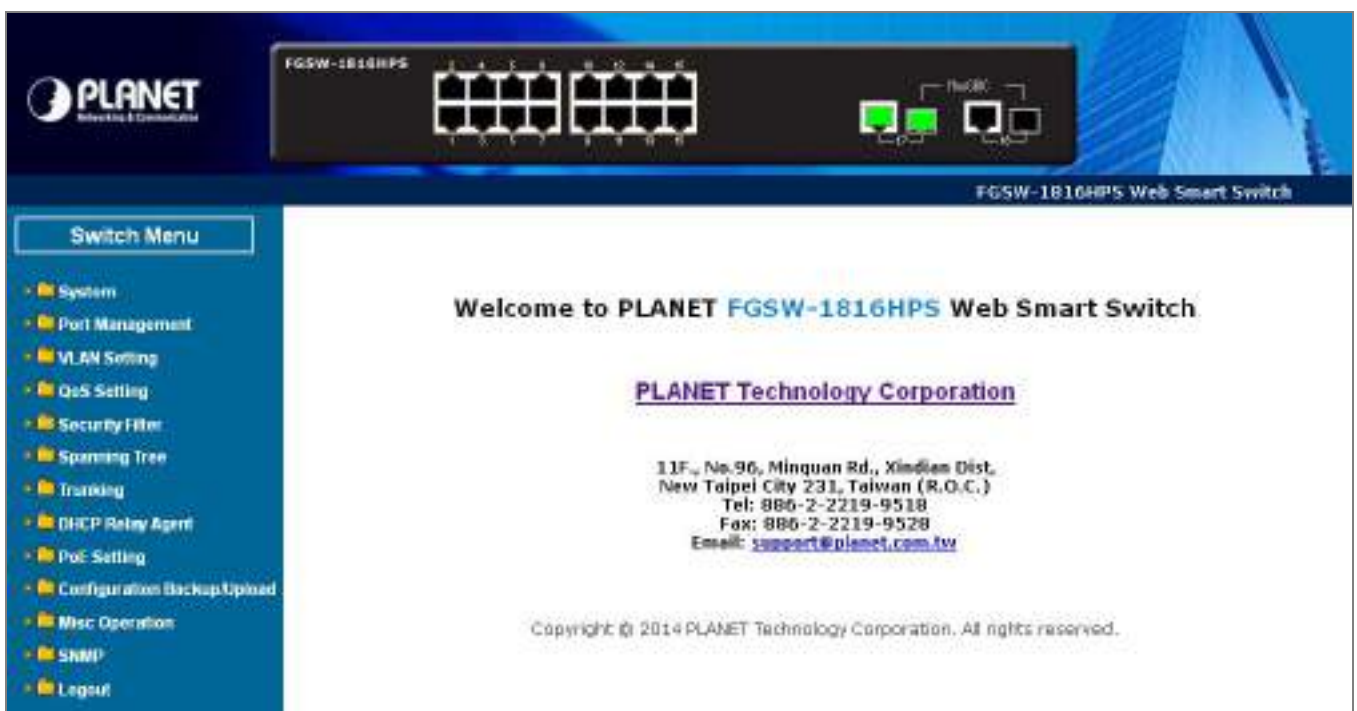 PLANET
Networking & Communication
FGSW-1816HPS
MiniGBIC
17
FGSW-1816HPS Web Smart Switch
Switch Menu
System
Port Management
VLAN Setting
QoS Setting
Security Filter
Spanning Tree
Trunking
DHCP Relay Agent
PoE Setting
Configuration Backup/Upload
Misc Operation
SNMP
Logout
Welcome to PLANET FGSW-1816HPS Web Smart Switch
PLANET Technology Corporation
11F., No.96, Minquan Rd., Xindian Dist,
New Taipei City 231, Taiwan (R.O.C.)
Tel: 886-2-2219-9518
Fax: 886-2-2219-9528
Email: support@planet.com.tw
Copyright © 2014 PLANET Technology Corporation. All rights reserved.